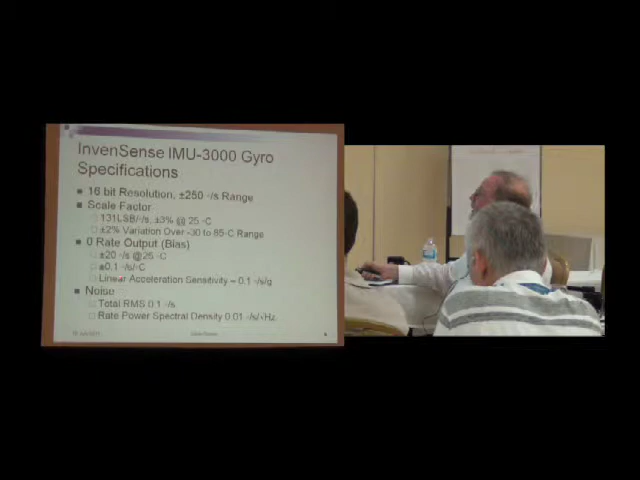 InvenSense IMU-3000 Gyro
Specifications
16 bit Resolution, ±250 ◦/s Range
Scale Factor
131LSB/◦/s, ±3% @ 25 ◦C
±2% Variation Over -30 to 85◦C Range
0 Rate Output (Bias)
±20 ◦/s @25 ◦C
±0.1 ◦/s/◦C
Linear Acceleration Sensitivity – 0.1 ◦/s/g
Noise
Total RMS 0.1 ◦/s
Rate Power Spectral Density 0.01 ◦/s/√Hz